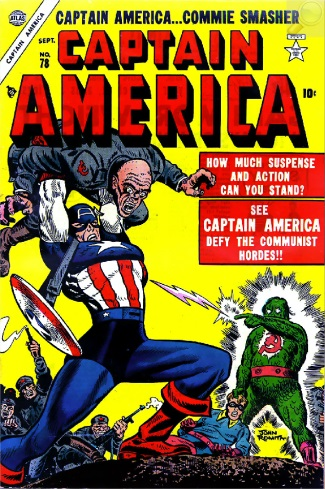 CAPTAIN AMERICA...COMMIE SMASHER
ATLAS
CAPTAIN AMERICA
SEPT.
NO.
78
CAPTAIN
AMERICA
10¢
HOW MUCH SUSPENSE
AND ACTION
CAN YOU STAND?
SEE
CAPTAIN AMERICA
DEFY THE COMMUNIST
HORDES!!
JOHN
ROMITA